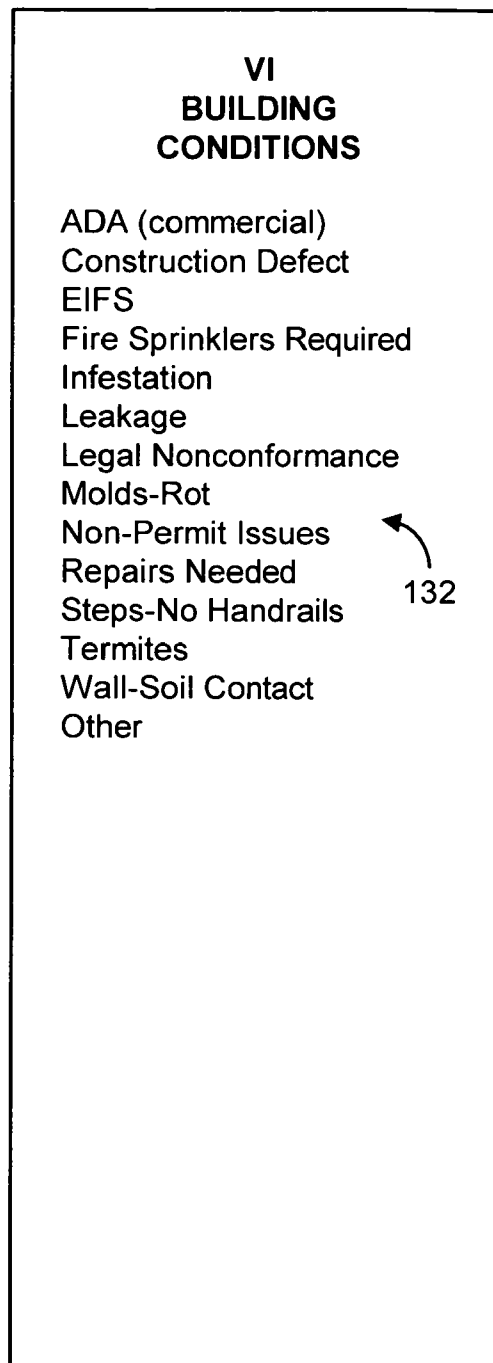 VI
BUILDING
CONDITIONS
ADA (commercial)
Construction Defect
EIFS
Fire Sprinklers Required
Infestation
Leakage
Legal Nonconformance
Molds-Rot
Non-Permit Issues
Repairs Needed
132
Steps-No Handrails
Termites
Wall-Soil Contact
Other